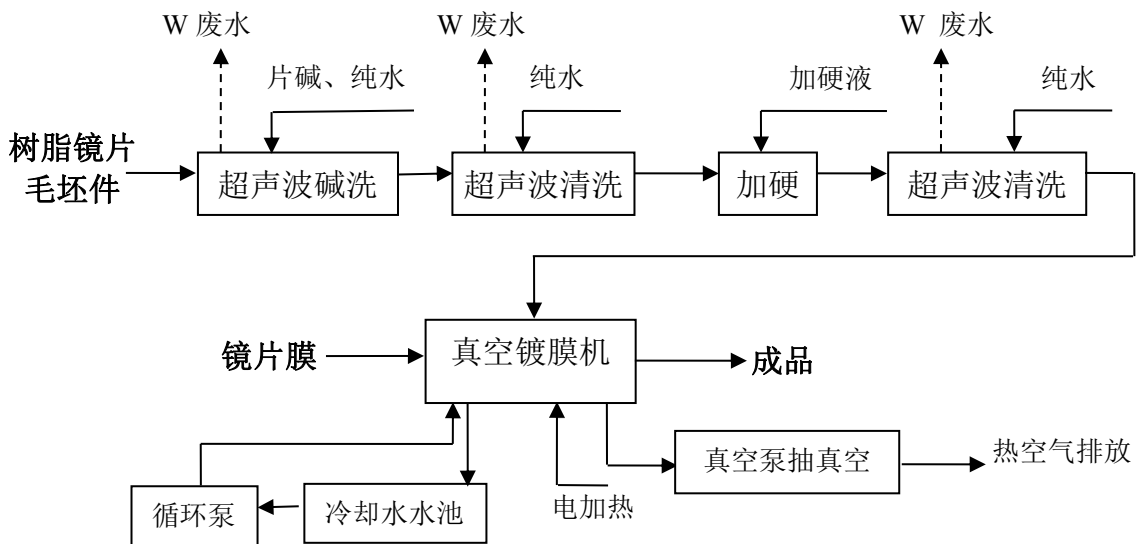 W 废水
W 废水
W 废水
片碱、纯水
纯水
加硬液
纯水
树脂镜片
毛坯件
超声波碱洗
超声波清洗
加硬
超声波清洗
镜片膜
真空镀膜机
成品
真空泵抽真空
热空气排放
循环泵
冷却水水池
电加热